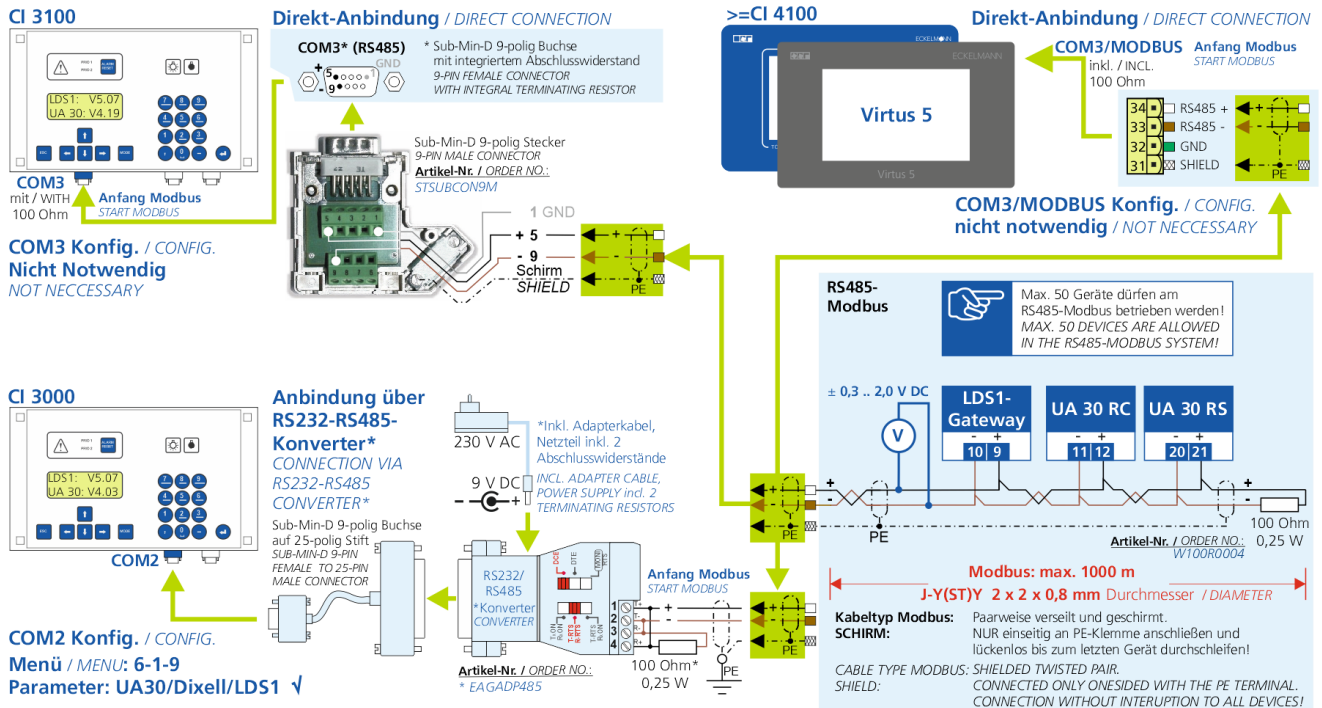 CI 3100
LDS1: V5.07
UA 30: V4.19
ESC
MODE
COM3
mit / WITH
100 Ohm
Anfang Modbus
START MODBUS
COM3 Konfig. / CONFIG.
Nicht Notwendig
NOT NECCESSARY
Direkt-Anbindung / DIRECT CONNECTION
COM3* (RS485)
+ 5 1 GND
- 9
* Sub-Min-D 9-polig Buchse
mit integriertem Abschlusswiderstand
9-PIN FEMALE CONNECTOR
WITH INTEGRAL TERMINATING RESISTOR
Sub-Min-D 9-polig Stecker
9-PIN MALE CONNECTOR
Artikel-Nr. / ORDER NO.:
STSUBCON9M
1 GND
+ 5
- 9
Schirm
SHIELD
+
-
PE
>=CI 4100
ECKELMANN
ECKELMANN
Virtus 5
Virtus 5
Direkt-Anbindung / DIRECT CONNECTION
COM3/MODBUS
inkl. / INCL.
100 Ohm
Anfang Modbus
START MODBUS
34 RS485 +
33 RS485 -
32 GND
31 SHIELD
+
-
PE
COM3/MODBUS Konfig. / CONFIG.
nicht notwendig / NOT NECCESSARY
RS485-
Modbus
Max. 50 Geräte dürfen am
RS485-Modbus betrieben werden!
MAX. 50 DEVICES ARE ALLOWED
IN THE RS485-MODBUS SYSTEM!
± 0,3 .. 2,0 V DC
V
LDS1-
Gateway
- +
10 9
UA 30 RC
- +
11 12
UA 30 RS
- +
20 21
+
-
PE
+
-
PE
+
-
100 Ohm
0,25 W
Artikel-Nr. / ORDER NO.:
W100R0004
Modbus: max. 1000 m
J-Y(ST)Y 2 x 2 x 0,8 mm Durchmesser / DIAMETER
Kabeltyp Modbus: Paarweise verseilt und geschirmt.
SCHIRM: NUR einseitig an PE-Klemme anschließen und
lückenlos bis zum letzten Gerät durchschleifen!
CABLE TYPE MODBUS: SHIELDED TWISTED PAIR.
SHIELD: CONNECTED ONLY ONESIDED WITH THE PE TERMINAL.
CONNECTION WITHOUT INTERUPTION TO ALL DEVICES!
CI 3000
LDS1: V5.07
UA 30: V4.03
ESC
MODE
COM2
COM2 Konfig. / CONFIG.
Menü / MENU: 6-1-9
Parameter: UA30/Dixell/LDS1 √
Anbindung über
RS232-RS485-
Konverter*
CONNECTION VIA
RS232-RS485
CONVERTER*
Sub-Min-D 9-polig Buchse
auf 25-polig Stift
SUB-MIN-D 9-PIN
FEMALE TO 25-PIN
MALE CONNECTOR
230 V AC
9 V DC
- +
*Inkl. Adapterkabel,
Netzteil inkl. 2
Abschlusswiderstände
INCL. ADAPTER CABLE,
POWER SUPPLY incl. 2
TERMINATING RESISTORS
RS232/
RS485
*Konverter
CONVERTER
DCE
DTE
T-RTS
R-RTS
1 T+
2 T-
3 R-
4 R+
Artikel-Nr. / ORDER NO.:
* EAGADP485
Anfang Modbus
START MODBUS
+
-
100 Ohm*
0,25 W
PE
+
-
PE